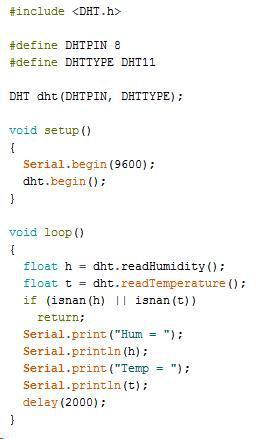 #include <DHT.h>
#define DHTPIN 8
#define DHTTYPE DHT11
DHT dht(DHTPIN, DHTTYPE);
void setup()
{
  Serial.begin(9600);
  dht.begin();
}
void loop()
{
  float h = dht.readHumidity();
  float t = dht.readTemperature();
  if (isnan(h) || isnan(t))
    return;
  Serial.print("Hum = ");
  Serial.println(h);
  Serial.print("Temp = ");
  Serial.println(t);
  delay(2000);
}